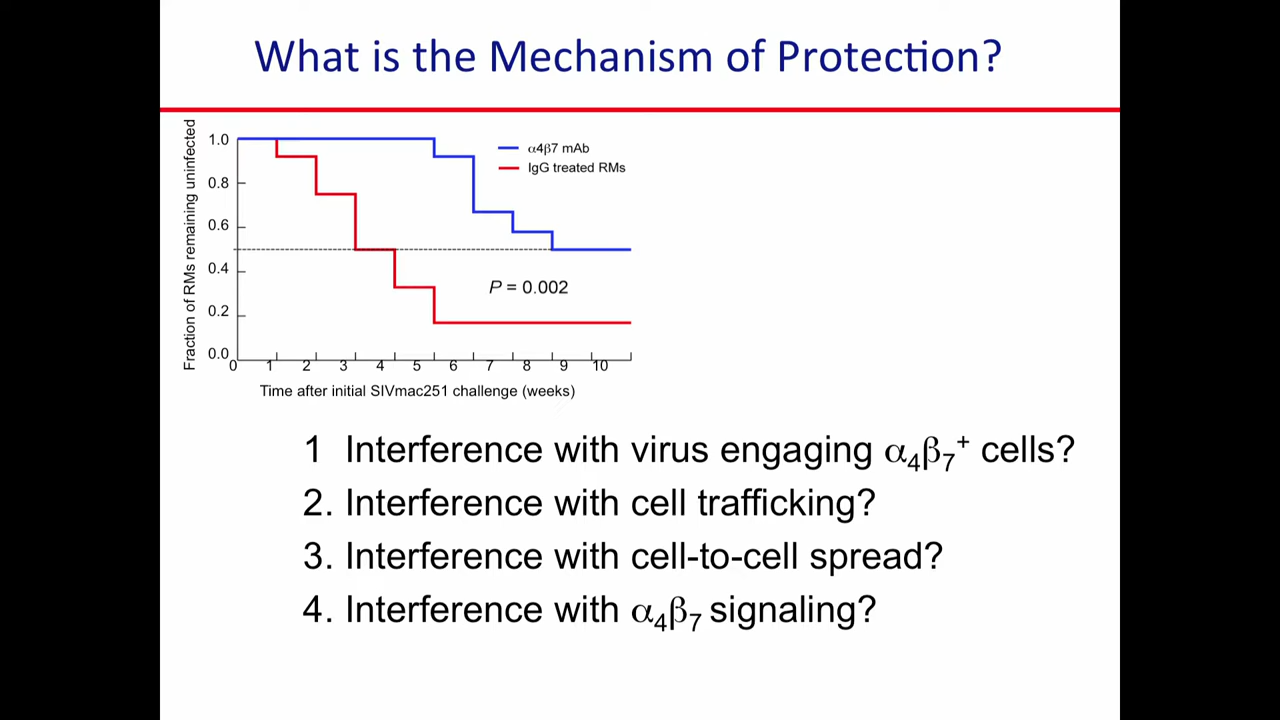 What is the Mechanism of Protection?
Fraction of RMs remaining uninfected
1.0
0.8
0.6
0.4
0.2
0.0
α4β7 mAb
IgG treated RMs
P = 0.002
0 1 2 3 4 5 6 7 8 9 10
Time after initial SIVmac251 challenge (weeks)
1 Interference with virus engaging α₄β₇⁺ cells?
2. Interference with cell trafficking?
3. Interference with cell-to-cell spread?
4. Interference with α₄β₇ signaling?